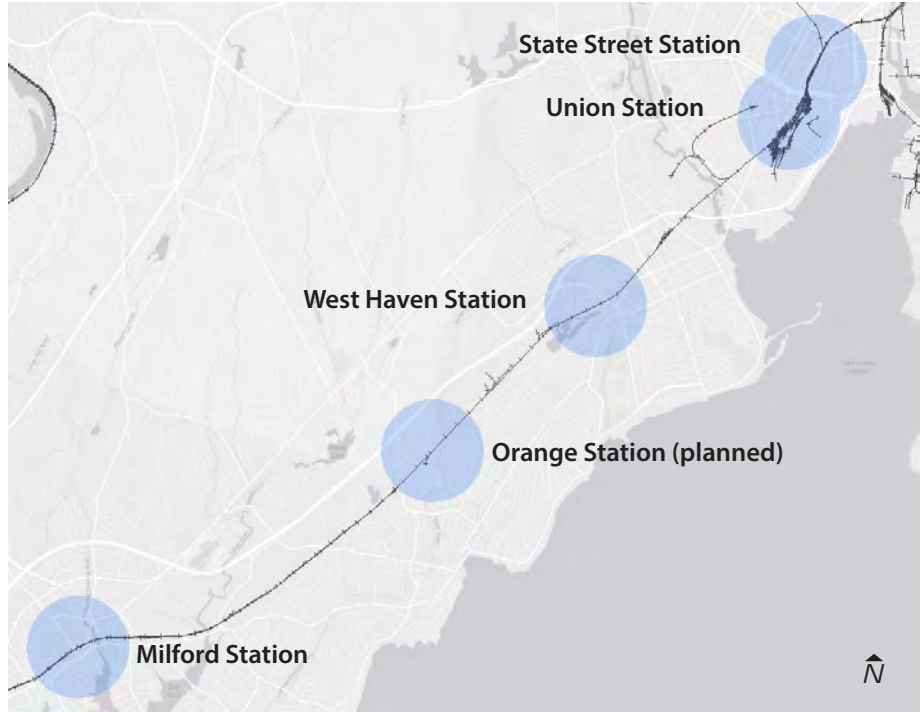 State Street Station
Union Station
West Haven Station
Orange Station (planned)
Milford Station
N